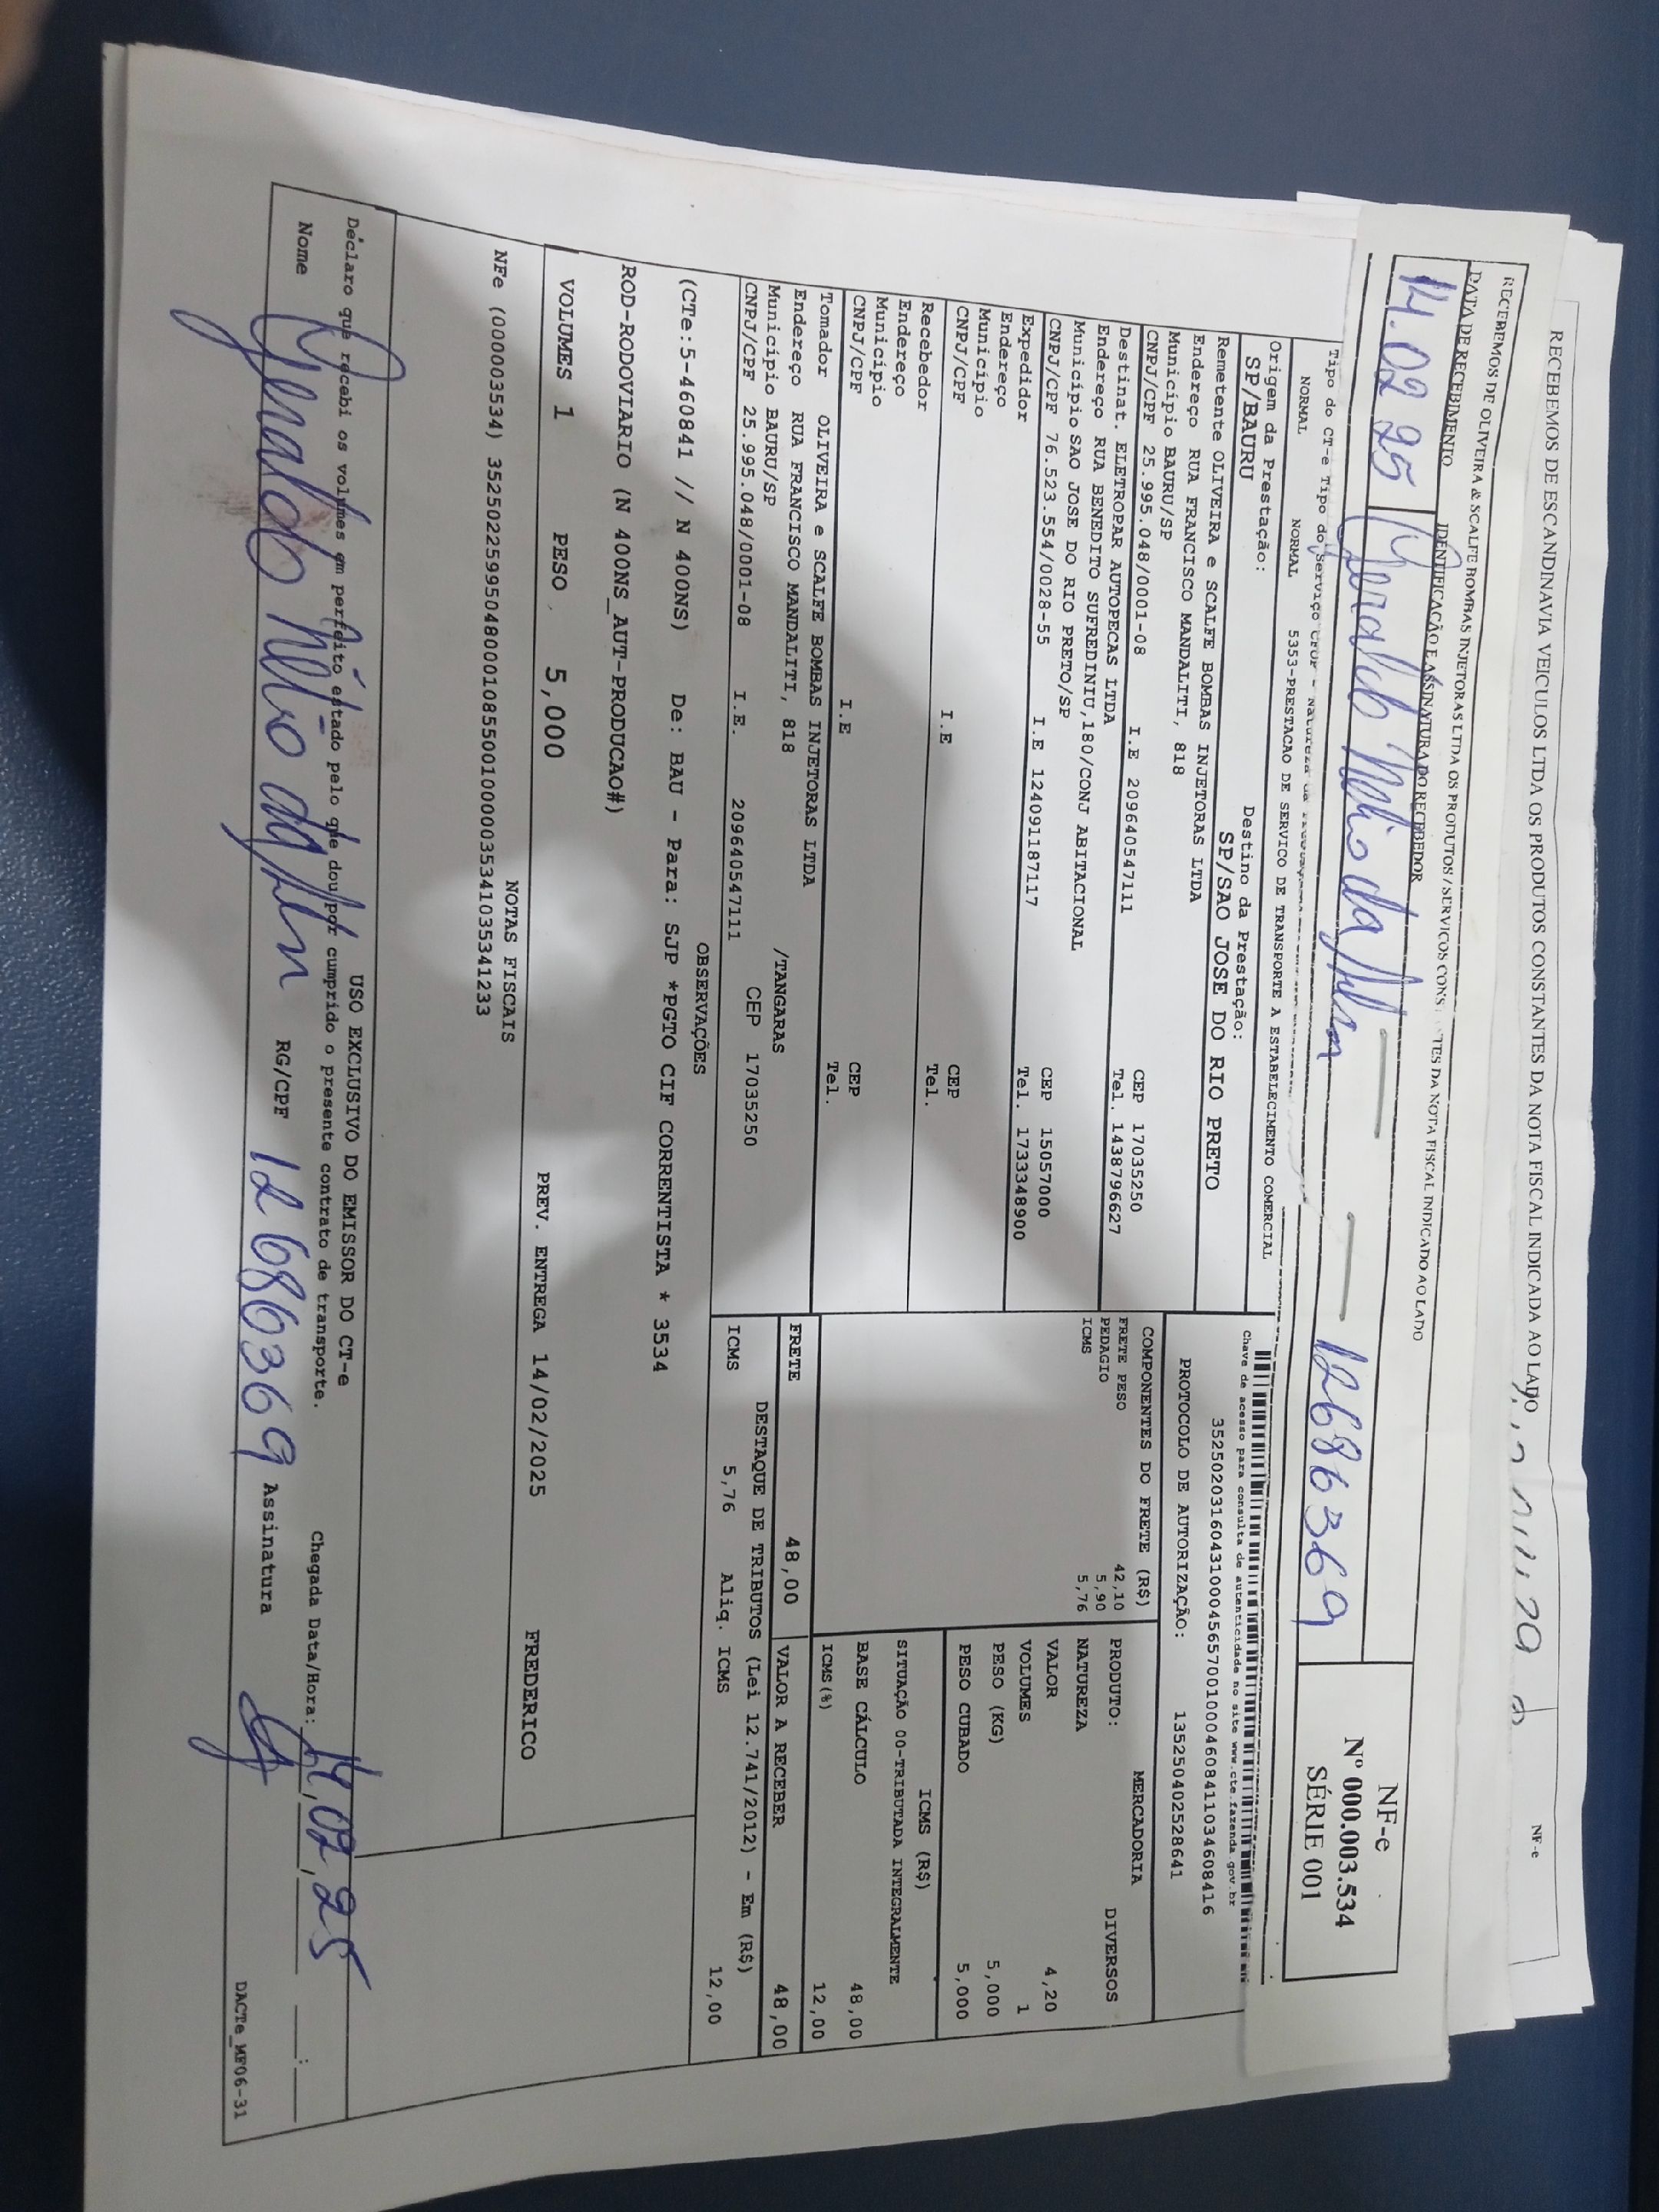 RECEBEMOS DE ESCANDINAVIA VEICULOS LTDA OS PRODUTOS CONSTANTES DA NOTA FISCAL INDICADA AO LADO
NF-e
RECEBEMOS DE OLIVEIRA & SCALFE BOMBAS INJETORAS LTDA OS PRODUTOS / SERVIÇOS CONS TES DA NOTA FISCAL INDICADO AO LADO
DATA DE RECEBIMENTO
IDENTIFICAÇÃO E ASSINATURA DO RECEBEDOR
14.02 25
12686369
NF-e
Nº 000.003.534
SÉRIE 001
Tipo do CT-e Tipo do Serviço
NORMAL NORMAL 5353-PRESTACAO DE SERVICO DE TRANSPORTE A ESTABELECIMENTO COMERCIAL
Chave de acesso para consulta de autenticidade no site www.cte.fazenda.gov.br
35250203160431000456570010004608411034608416
PROTOCOLO DE AUTORIZAÇÃO: 135250402528641
Origem da Prestação:
SP/BAURU
Destino da Prestação:
SP/SAO JOSE DO RIO PRETO
Remetente OLIVEIRA e SCALFE BOMBAS INJETORAS LTDA
Endereço RUA FRANCISCO MANDALITI, 818
Município BAURU/SP CEP 17035250
CNPJ/CPF 25.995.048/0001-08 I.E 209640547111 Tel. 1438796627
Destinat. ELETROPAR AUTOPECAS LTDA
Endereço RUA BENEDITO SUFREDINIU,180/CONJ ABITACIONAL
Município SAO JOSE DO RIO PRETO/SP CEP 15057000
CNPJ/CPF 76.523.554/0028-55 I.E 124091187117 Tel. 1733348900
Expedidor
Endereço
Município CEP
CNPJ/CPF I.E Tel.
Recebedor
Endereço
Município CEP
CNPJ/CPF I.E Tel.
Tomador OLIVEIRA e SCALFE BOMBAS INJETORAS LTDA
Endereço RUA FRANCISCO MANDALITI, 818 /TANGARAS
Município BAURU/SP CEP 17035250
CNPJ/CPF 25.995.048/0001-08 I.E. 209640547111
COMPONENTES DO FRETE (R$)
FRETE PESO 42,10
PEDAGIO 5,90
ICMS 5,76
MERCADORIA
PRODUTO: DIVERSOS
NATUREZA
VALOR 4,20
VOLUMES 1
PESO (KG) 5,000
PESO CUBADO 5,000
ICMS (R$)
SITUAÇÃO 00-TRIBUTADA INTEGRALMENTE
BASE CÁLCULO 48,00
ICMS(%) 12,00
FRETE 48,00 VALOR A RECEBER 48,00
DESTAQUE DE TRIBUTOS (Lei 12.741/2012) - Em (R$)
ICMS 5,76 Aliq. ICMS 12,00
OBSERVAÇÕES
(CTe:5-460841 // N 400NS) De: BAU - Para: SJP *PGTO CIF CORRENTISTA * 3534
ROD-RODOVIARIO (N 400NS_AUT-PRODUCAO#)
VOLUMES 1 PESO 5,000 PREV. ENTREGA 14/02/2025 FREDERICO
NOTAS FISCAIS
NFe (000003534) 35250225995048000108550010000035341035341233
USO EXCLUSIVO DO EMISSOR DO CT-e
Declaro que recebi os volumes em perfeito estado pelo que dou por cumprido o presente contrato de transporte.
Chegada Data/Hora: 14,02,25
Nome RG/CPF 12686369 Assinatura
DACTe_MF06-31